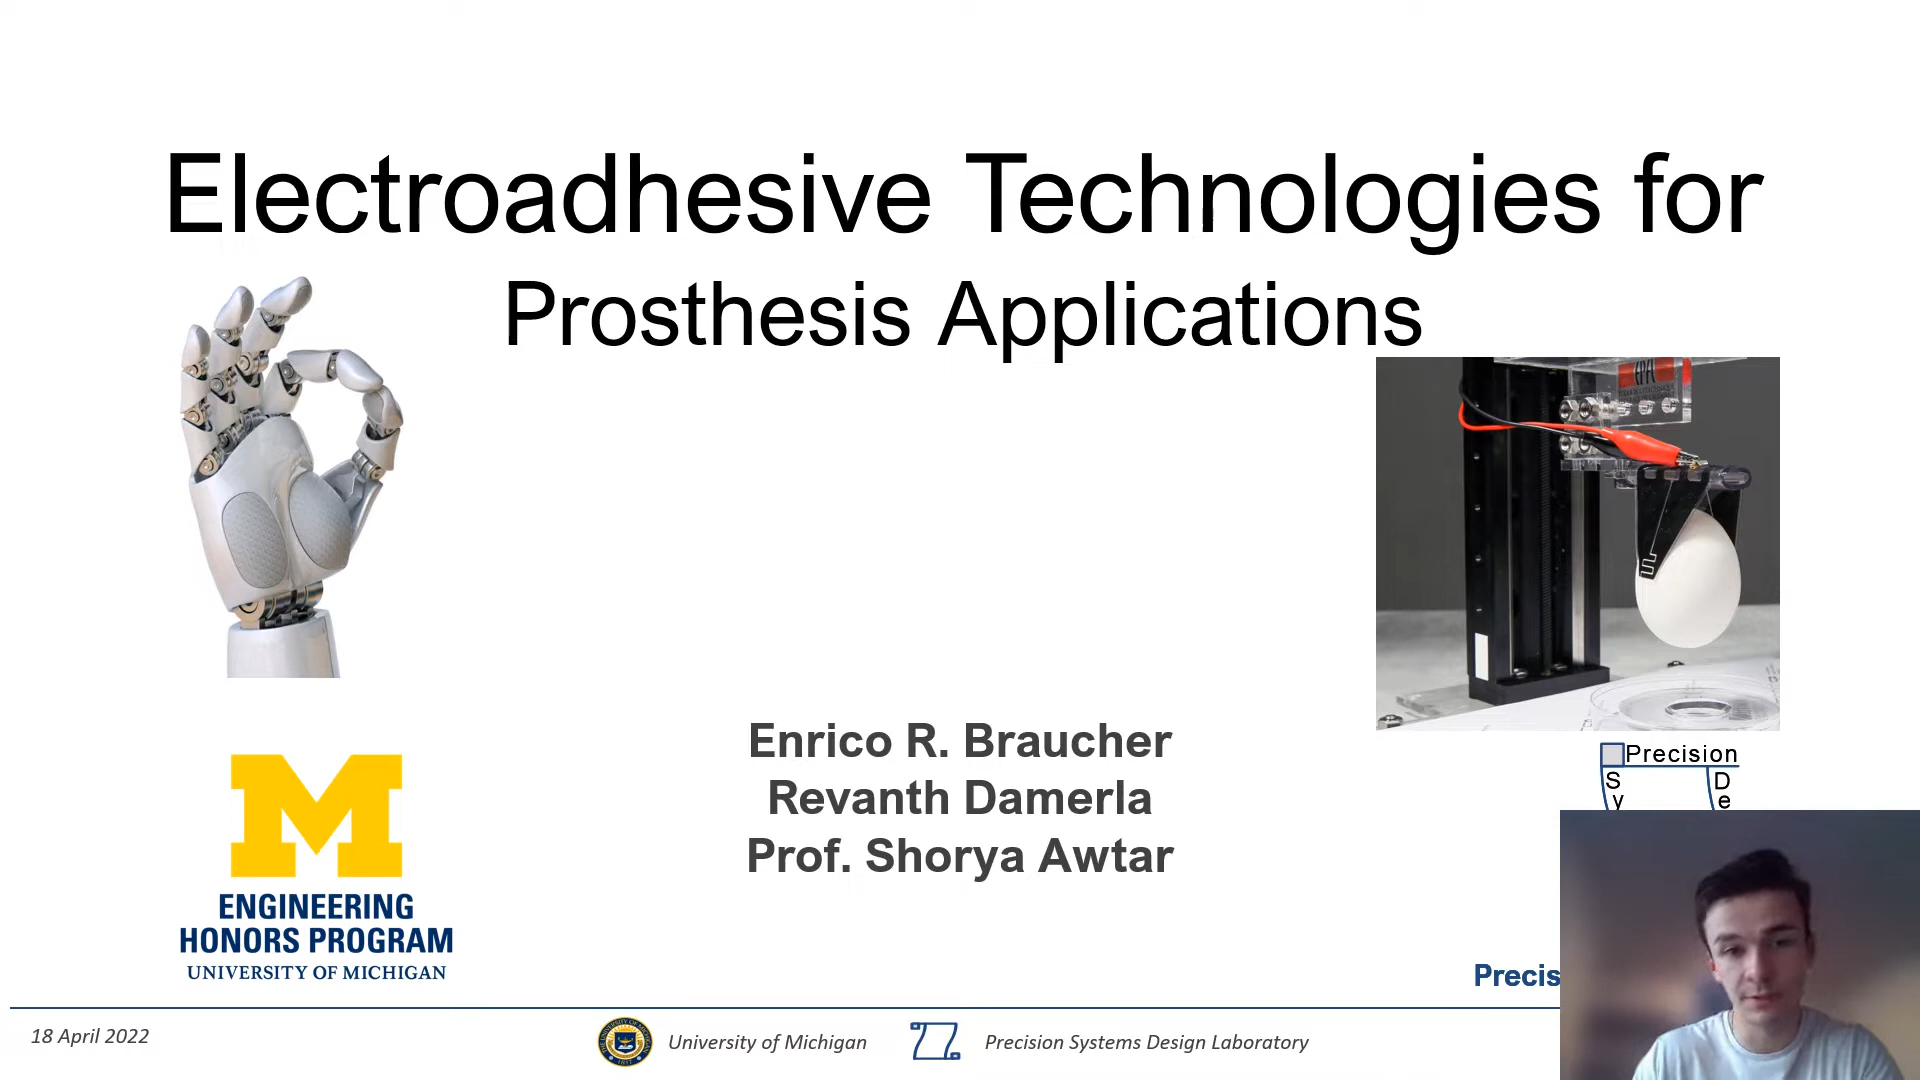 Electroadhesive Technologies for
Prosthesis Applications
Enrico R. Braucher
Revanth Damerla
Prof. Shorya Awtar
ENGINEERING
HONORS PROGRAM
UNIVERSITY OF MICHIGAN
Precision
S D
y e
Precis
18 April 2022
University of Michigan
Precision Systems Design Laboratory